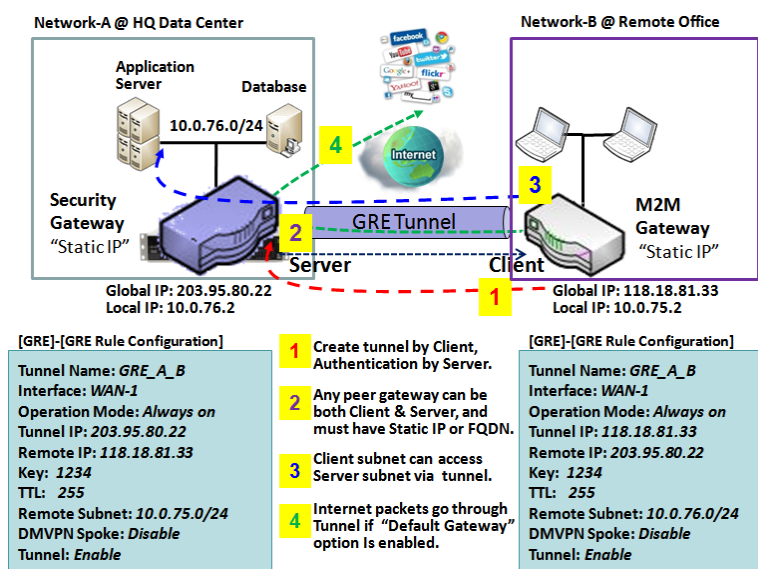 Network-A @ HQ Data Center
Network-B @ Remote Office
Application
Server
Database
10.0.76.0/24
facebook
YouTube
twitter
Google+
flickr
YAHOO!
my
4
Internet
3
Security
Gateway
“Static IP”
GRE Tunnel
2
M2M
Gateway
“Static IP”
Server
Client
1
Global IP: 203.95.80.22
Local IP: 10.0.76.2
Global IP: 118.18.81.33
Local IP: 10.0.75.2
[GRE]-[GRE Rule Configuration]
Tunnel Name: GRE_A_B
Interface: WAN-1
Operation Mode: Always on
Tunnel IP: 203.95.80.22
Remote IP: 118.18.81.33
Key: 1234
TTL: 255
Remote Subnet: 10.0.75.0/24
DMVPN Spoke: Disable
Tunnel: Enable
1
Create tunnel by Client,
Authentication by Server.
2
Any peer gateway can be
both Client & Server, and
must have Static IP or FQDN.
3
Client subnet can access
Server subnet via tunnel.
4
Internet packets go through
Tunnel if “Default Gateway”
option Is enabled.
[GRE]-[GRE Rule Configuration]
Tunnel Name: GRE_A_B
Interface: WAN-1
Operation Mode: Always on
Tunnel IP: 118.18.81.33
Remote IP: 203.95.80.22
Key: 1234
TTL: 255
Remote Subnet: 10.0.76.0/24
DMVPN Spoke: Disable
Tunnel: Enable